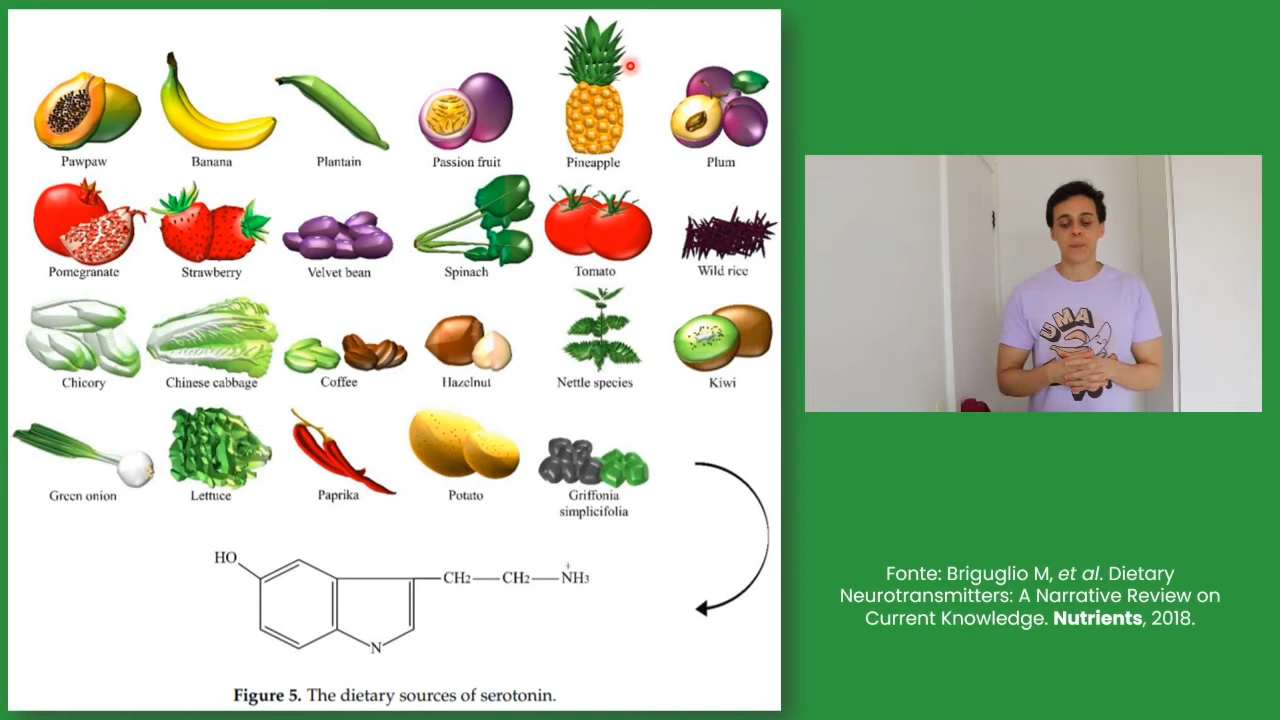 Pawpaw
Banana
Plantain
Passion fruit
Pineapple
Plum
Pomegranate
Strawberry
Velvet bean
Spinach
Tomato
Wild rice
Chicory
Chinese cabbage
Coffee
Hazelnut
Nettle species
Kiwi
Green onion
Lettuce
Paprika
Potato
Griffonia
simplicifolia
HO
CH2—CH2—NH3
+
N
Figure 5. The dietary sources of serotonin.
UMA
Fonte: Briguglio M, et al. Dietary
Neurotransmitters: A Narrative Review on
Current Knowledge. Nutrients, 2018.